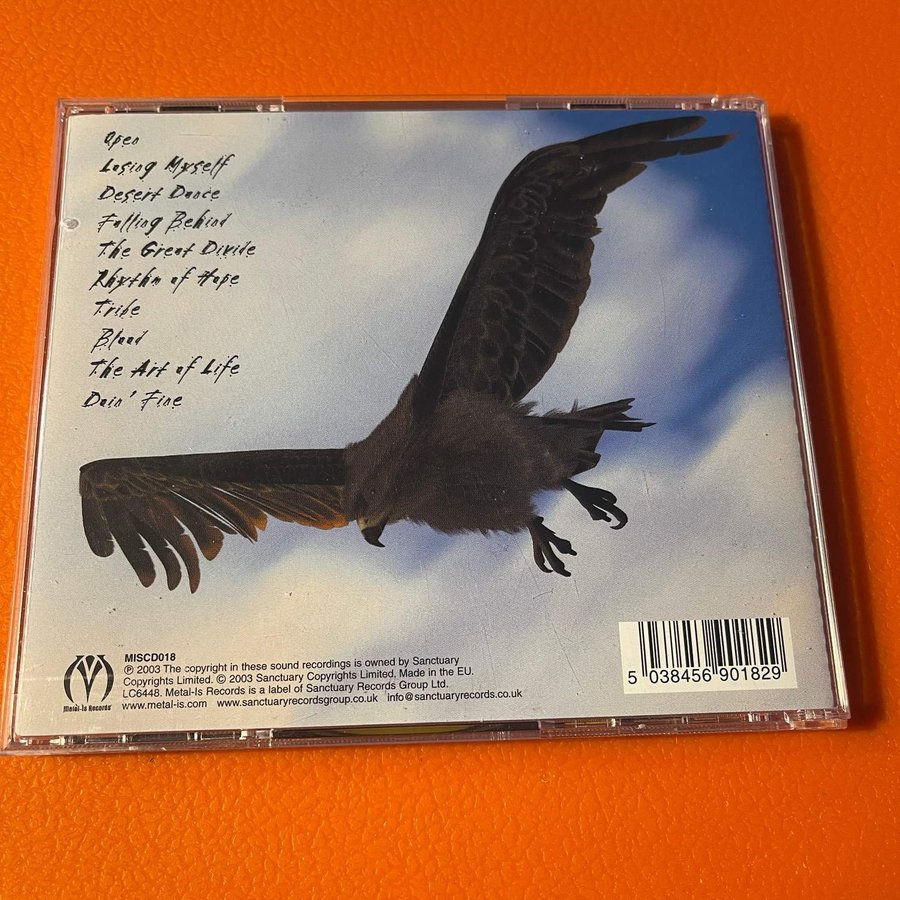 Open
Losing Myself
Desert Dance
Falling Behind
The Great Divide
Rhythm of Hope
Tribe
Blood
The Art of Life
Doin' Fine
MISCD018
℗ 2003 The copyright in these sound recordings is owned by Sanctuary
Copyrights Limited. © 2003 Sanctuary Copyrights Limited, Made in the EU.
LC6448. Metal-Is Records is a label of Sanctuary Records Group Ltd.
www.metal-is.com www.sanctuaryrecordsgroup.co.uk info@sanctuaryrecords.co.uk
Metal-Is Records
5 038456 901829